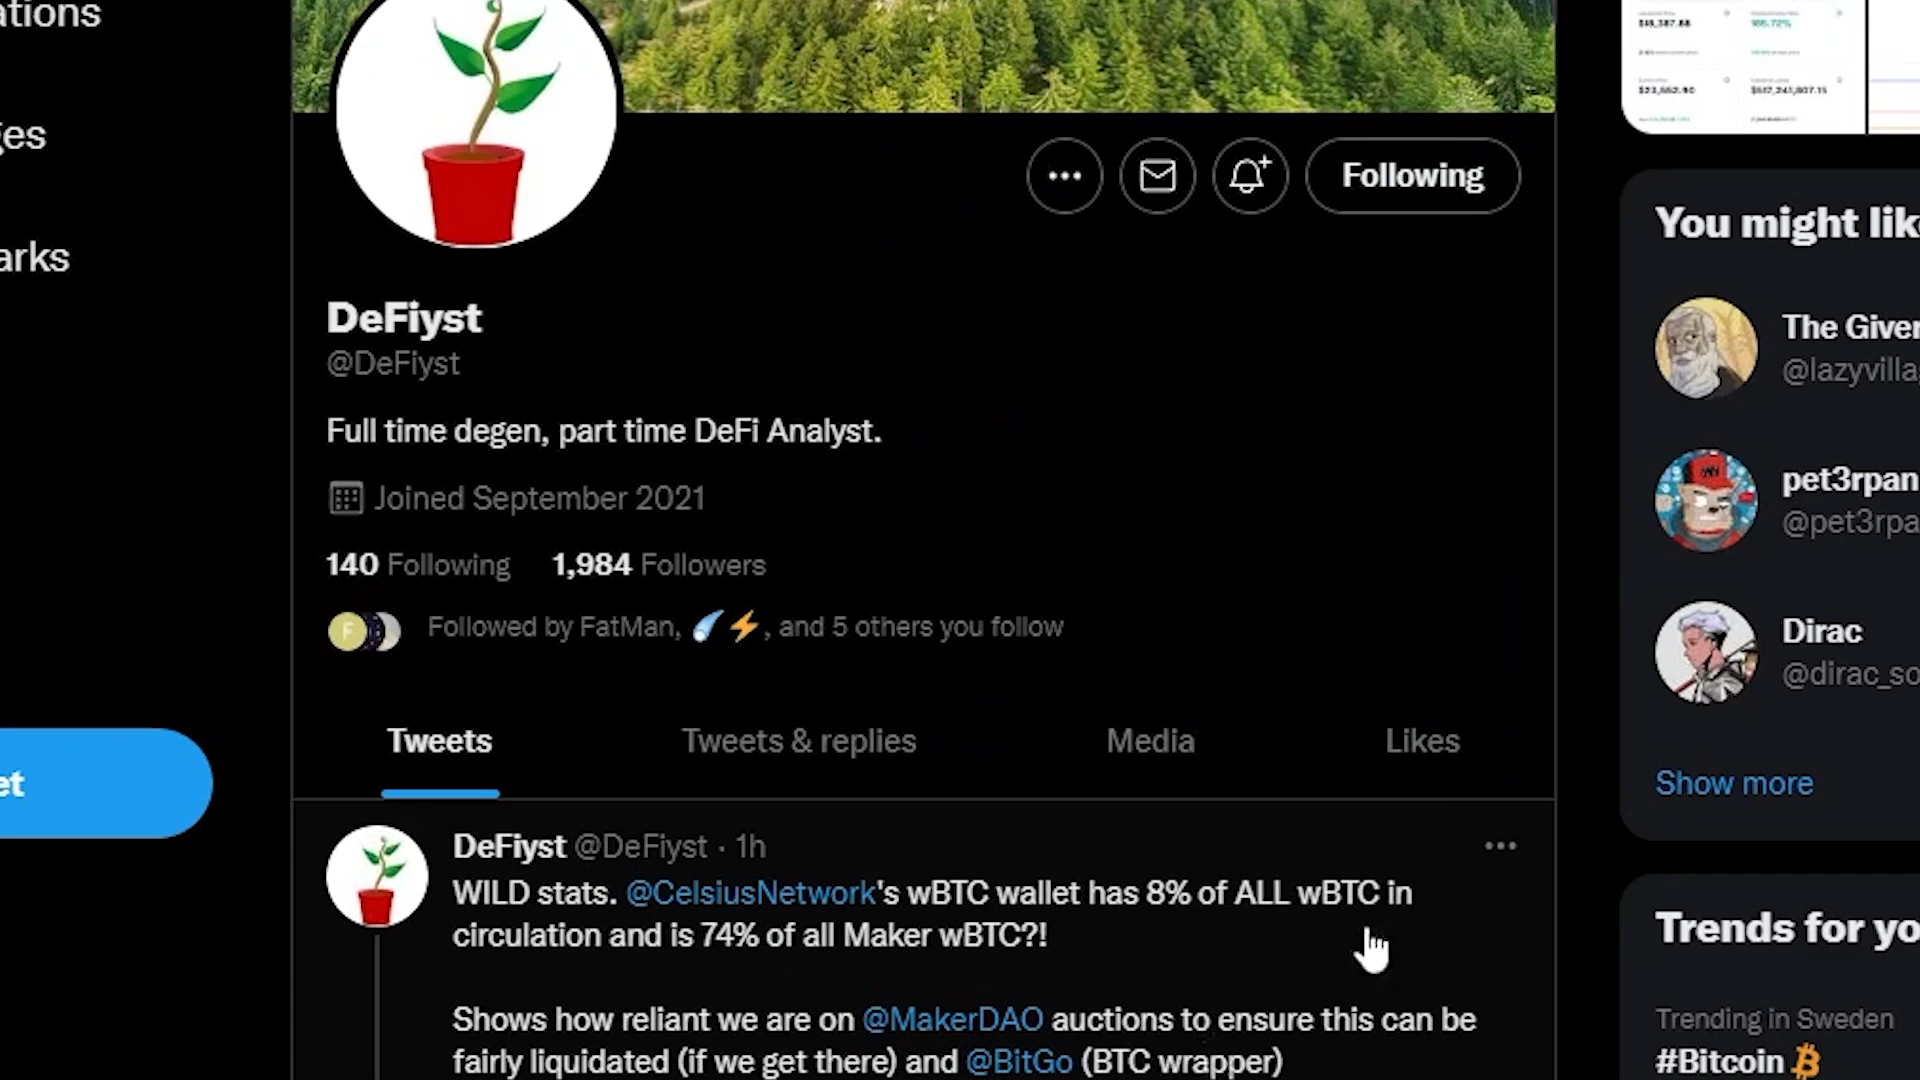 ations
ges
arks
et
DeFiyst
@DeFiyst
Full time degen, part time DeFi Analyst.
Joined September 2021
140 Following 1,984 Followers
F
Followed by FatMan, ☄️⚡, and 5 others you follow
Following
Tweets
Tweets & replies
Media
Likes
DeFiyst @DeFiyst · 1h
WILD stats. @CelsiusNetwork's wBTC wallet has 8% of ALL wBTC in
circulation and is 74% of all Maker wBTC?!
Shows how reliant we are on @MakerDAO auctions to ensure this can be
fairly liquidated (if we get there) and @BitGo (BTC wrapper)
You might lik
The Giver
@lazyvilla
pet3rpan
@pet3rpa
Dirac
@dirac_so
Show more
Trends for yo
Trending in Sweden
#Bitcoin